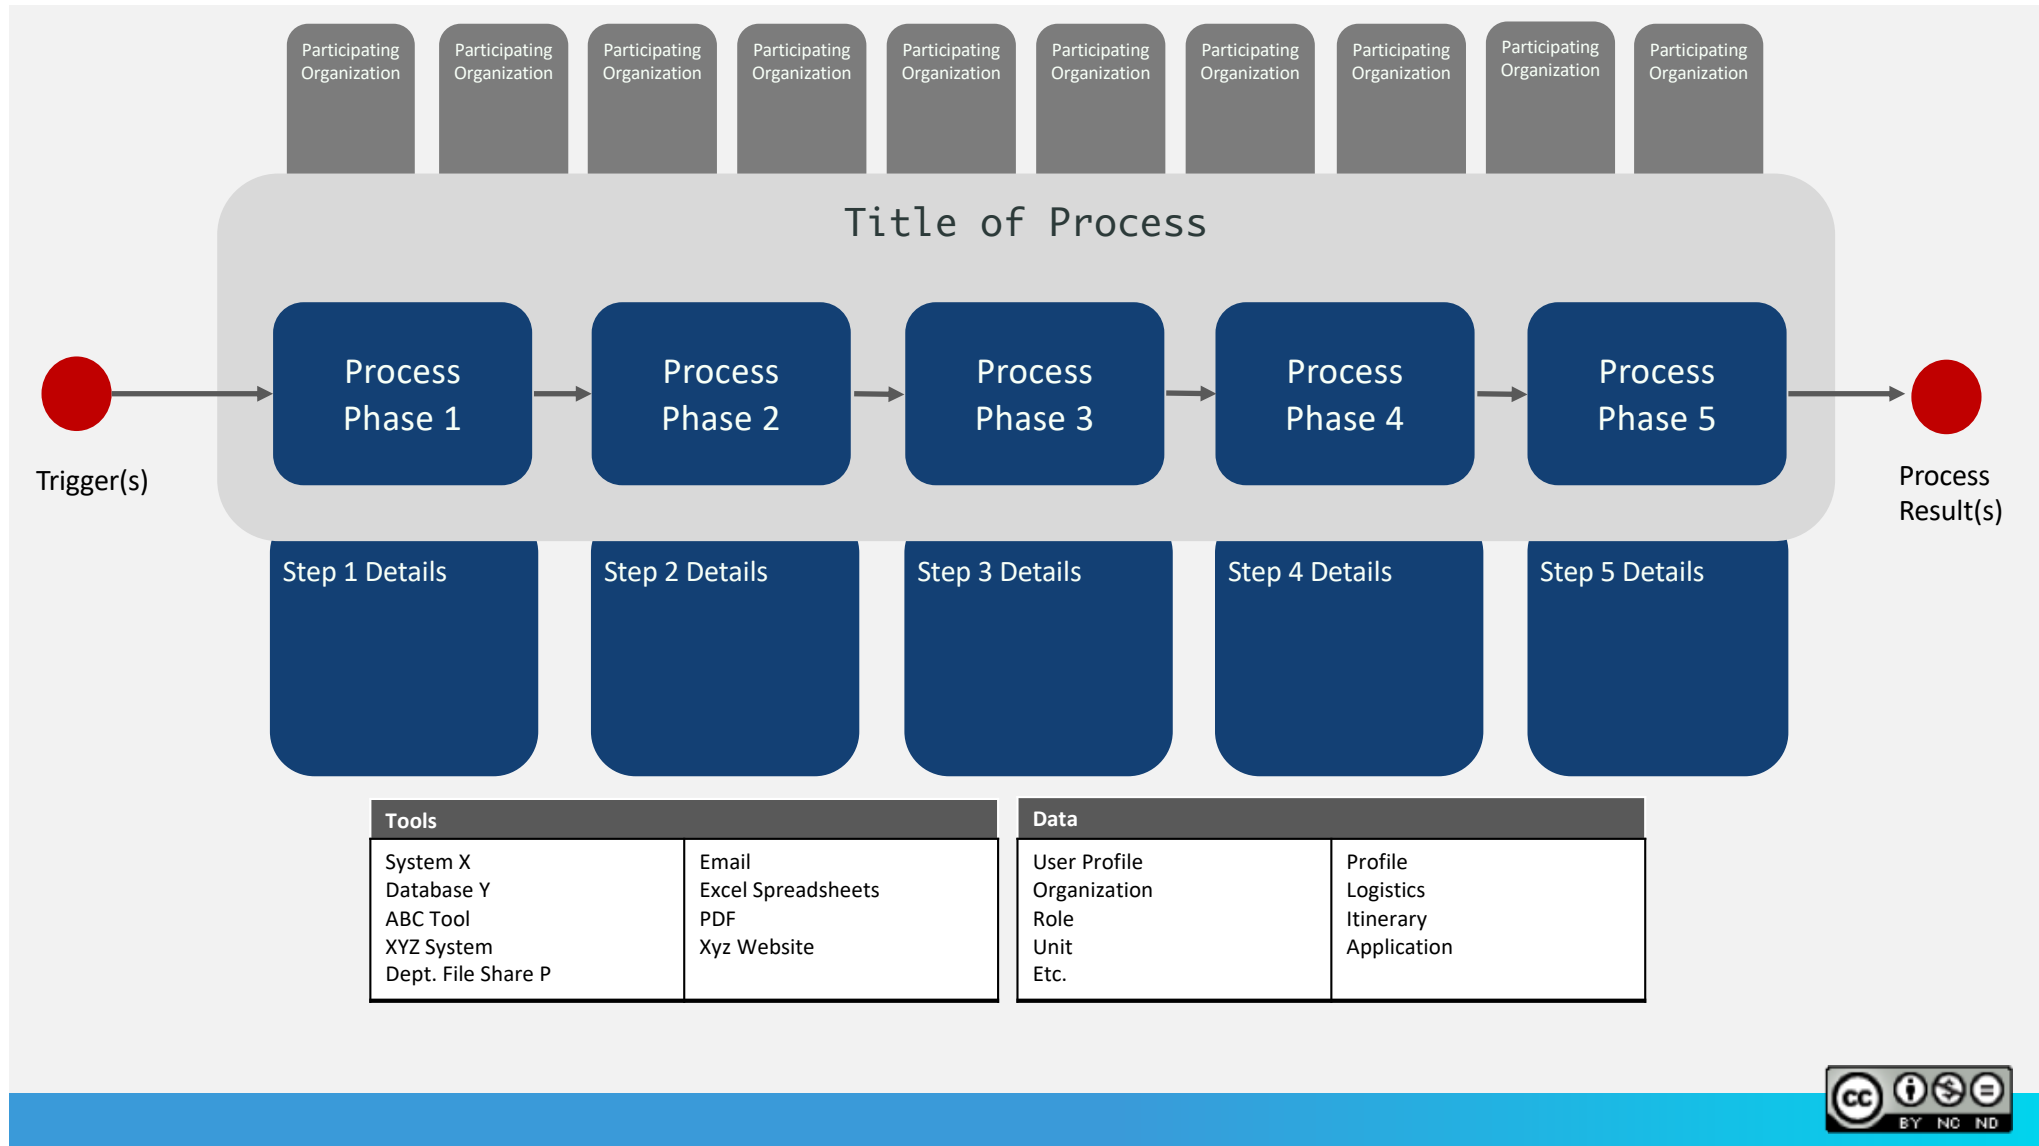 Participating
Organization
Participating
Organization
Participating
Organization
Participating
Organization
Participating
Organization
Participating
Organization
Participating
Organization
Participating
Organization
Participating
Organization
Participating
Organization
Title of Process
Process
Phase 1
Process
Phase 2
Process
Phase 3
Process
Phase 4
Process
Phase 5
Trigger(s)
Process
Result(s)
Step 1 Details
Step 2 Details
Step 3 Details
Step 4 Details
Step 5 Details
Tools
System X
Database Y
ABC Tool
XYZ System
Dept. File Share P
Email
Excel Spreadsheets
PDF
Xyz Website
Data
User Profile
Organization
Role
Unit
Etc.
Profile
Logistics
Itinerary
Application
cc
BY NC ND